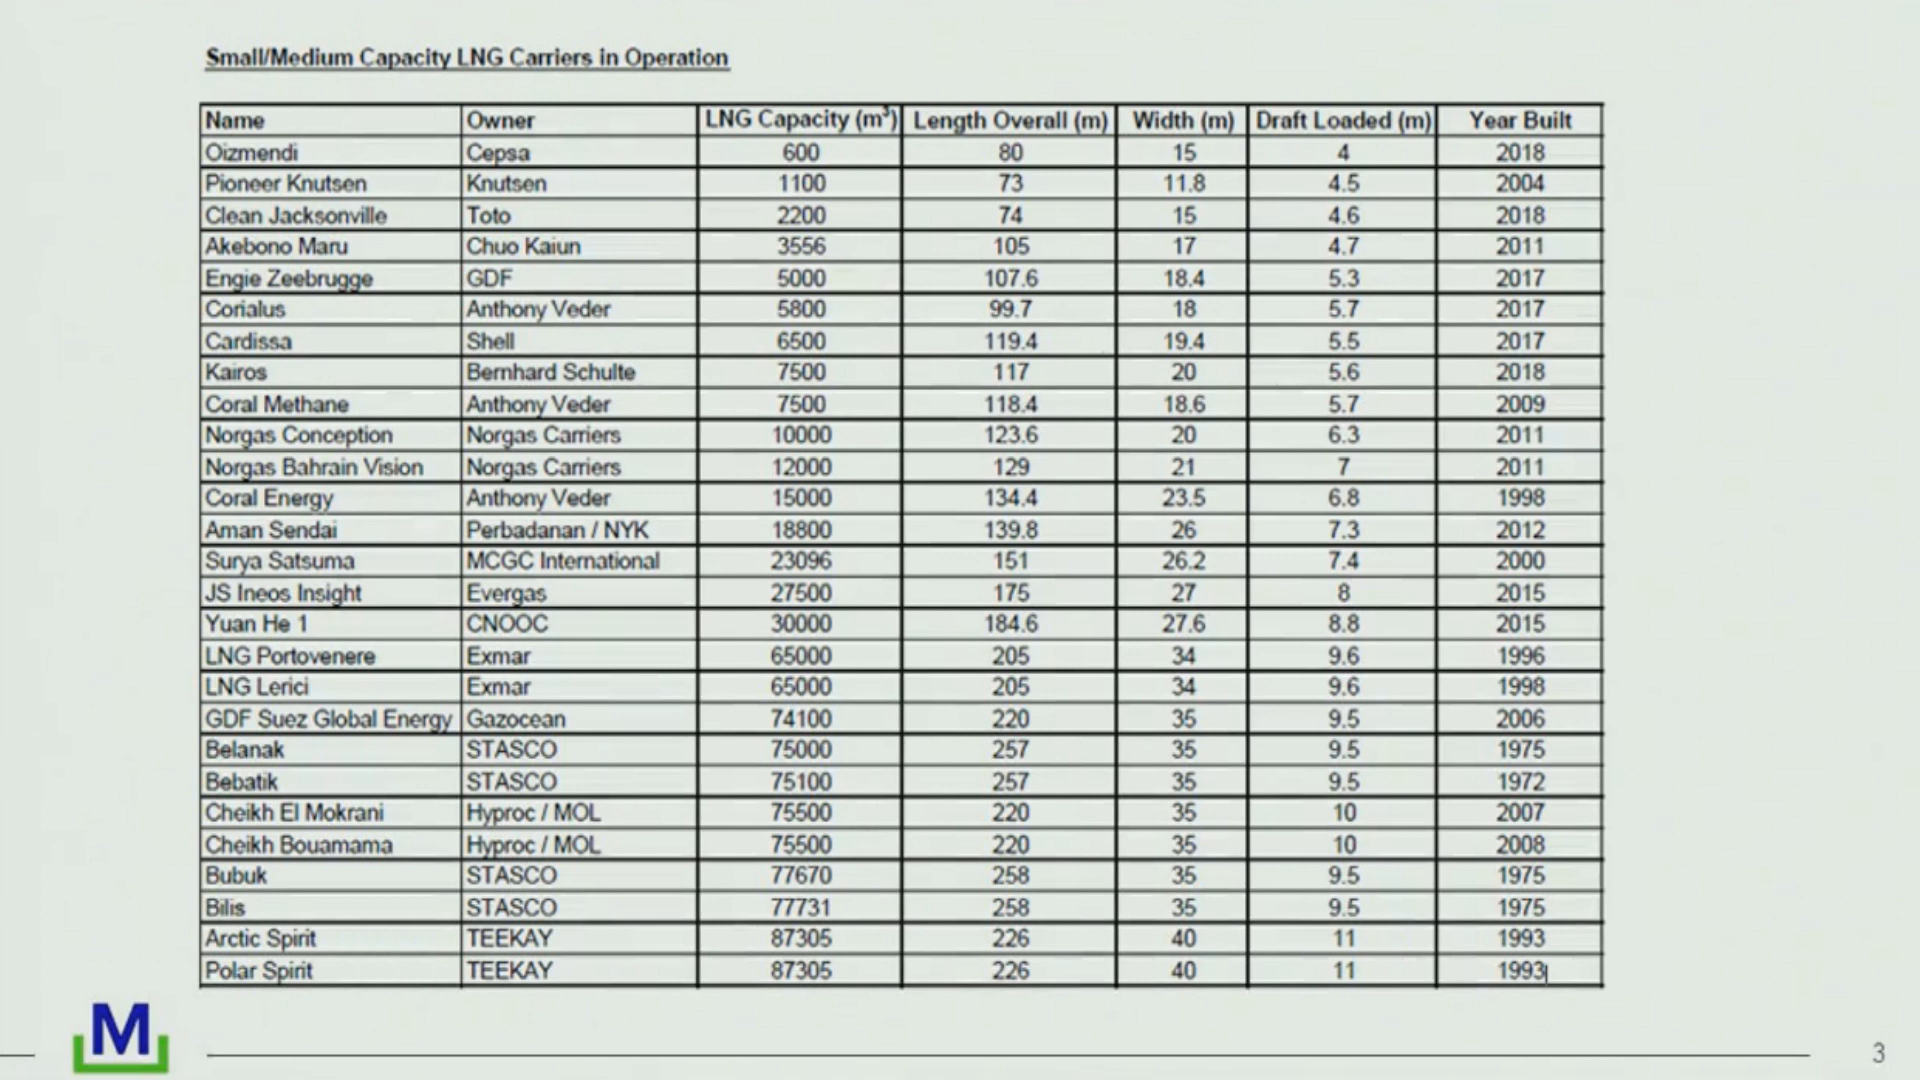 Small/Medium Capacity LNG Carriers in Operation
Name Owner LNG Capacity (m³) Length Overall (m) Width (m) Draft Loaded (m) Year Built
Oizmendi Cepsa 600 80 15 4 2018
Pioneer Knutsen Knutsen 1100 73 11.8 4.5 2004
Clean Jacksonville Toto 2200 74 15 4.6 2018
Akebono Maru Chuo Kaiun 3556 105 17 4.7 2011
Engie Zeebrugge GDF 5000 107.6 18.4 5.3 2017
Corialus Anthony Veder 5800 99.7 18 5.7 2017
Cardissa Shell 6500 119.4 19.4 5.5 2017
Kairos Bernhard Schulte 7500 117 20 5.6 2018
Coral Methane Anthony Veder 7500 118.4 18.6 5.7 2009
Norgas Conception Norgas Carriers 10000 123.6 20 6.3 2011
Norgas Bahrain Vision Norgas Carriers 12000 129 21 7 2011
Coral Energy Anthony Veder 15000 134.4 23.5 6.8 1998
Aman Sendai Perbadanan / NYK 18800 139.8 26 7.3 2012
Surya Satsuma MCGC International 23096 151 26.2 7.4 2000
JS Ineos Insight Evergas 27500 175 27 8 2015
Yuan He 1 CNOOC 30000 184.6 27.6 8.8 2015
LNG Portovenere Exmar 65000 205 34 9.6 1996
LNG Lerici Exmar 65000 205 34 9.6 1998
GDF Suez Global Energy Gazocean 74100 220 35 9.5 2006
Belanak STASCO 75000 257 35 9.5 1975
Bebatik STASCO 75100 257 35 9.5 1972
Cheikh El Mokrani Hyproc / MOL 75500 220 35 10 2007
Cheikh Bouamama Hyproc / MOL 75500 220 35 10 2008
Bubuk STASCO 77670 258 35 9.5 1975
Bilis STASCO 77731 258 35 9.5 1975
Arctic Spirit TEEKAY 87305 226 40 11 1993
Polar Spirit TEEKAY 87305 226 40 11 1993
M
3